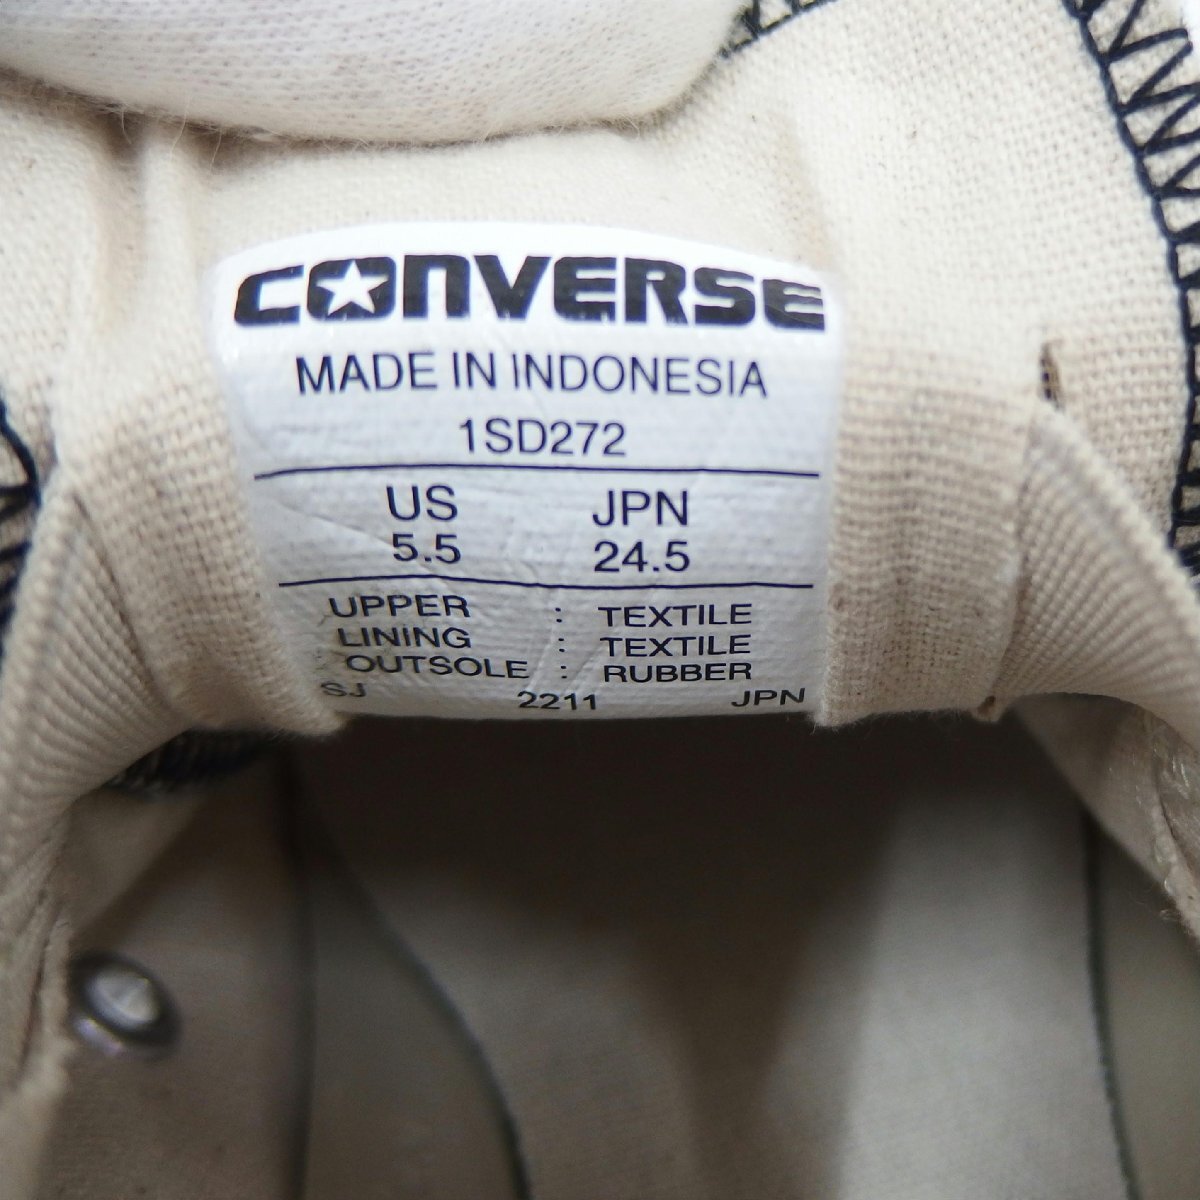 CONVERSE
MADE IN INDONESIA
1SD272
US JPN
5.5 24.5
UPPER : TEXTILE
LINING : TEXTILE
OUTSOLE : RUBBER
SJ 2211 JPN